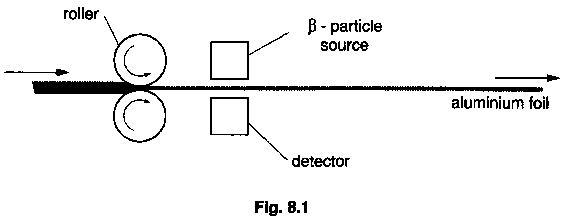 roller
β - particle
source
aluminium foil
detector
Fig. 8.1